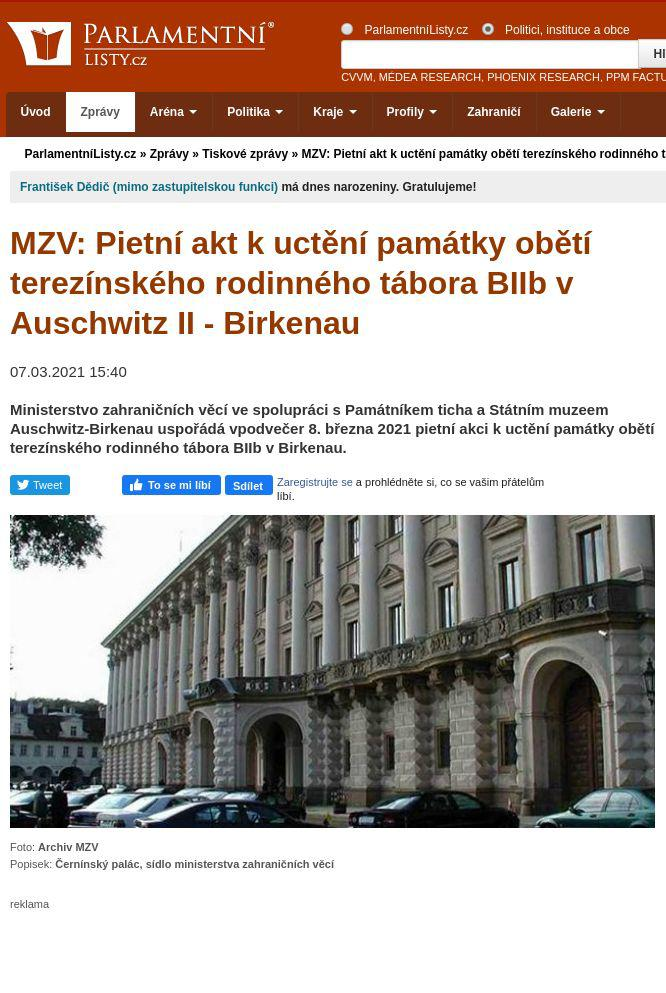 PARLAMENTNÍ®
LISTY.cz
ParlamentníListy.cz Politici, instituce a obce
Hl
CVVM, MÉDEA RESEARCH, PHOENIX RESEARCH, PPM FACTU
Úvod Zprávy Aréna Politika Kraje Profily Zahraničí Galerie
ParlamentníListy.cz » Zprávy » Tiskové zprávy » MZV: Pietní akt k uctění památky obětí terezínského rodinného t
František Dědič (mimo zastupitelskou funkci) má dnes narozeniny. Gratulujeme!
MZV: Pietní akt k uctění památky obětí
terezínského rodinného tábora BIIb v
Auschwitz II - Birkenau
07.03.2021 15:40
Ministerstvo zahraničních věcí ve spolupráci s Památníkem ticha a Státním muzeem
Auschwitz-Birkenau uspořádá vpodvečer 8. března 2021 pietní akci k uctění památky obětí
terezínského rodinného tábora BIIb v Birkenau.
Tweet To se mi líbí Sdílet Zaregistrujte se a prohlédněte si, co se vašim přátelům
líbí.
Foto: Archiv MZV
Popisek: Černínský palác, sídlo ministerstva zahraničních věcí
reklama